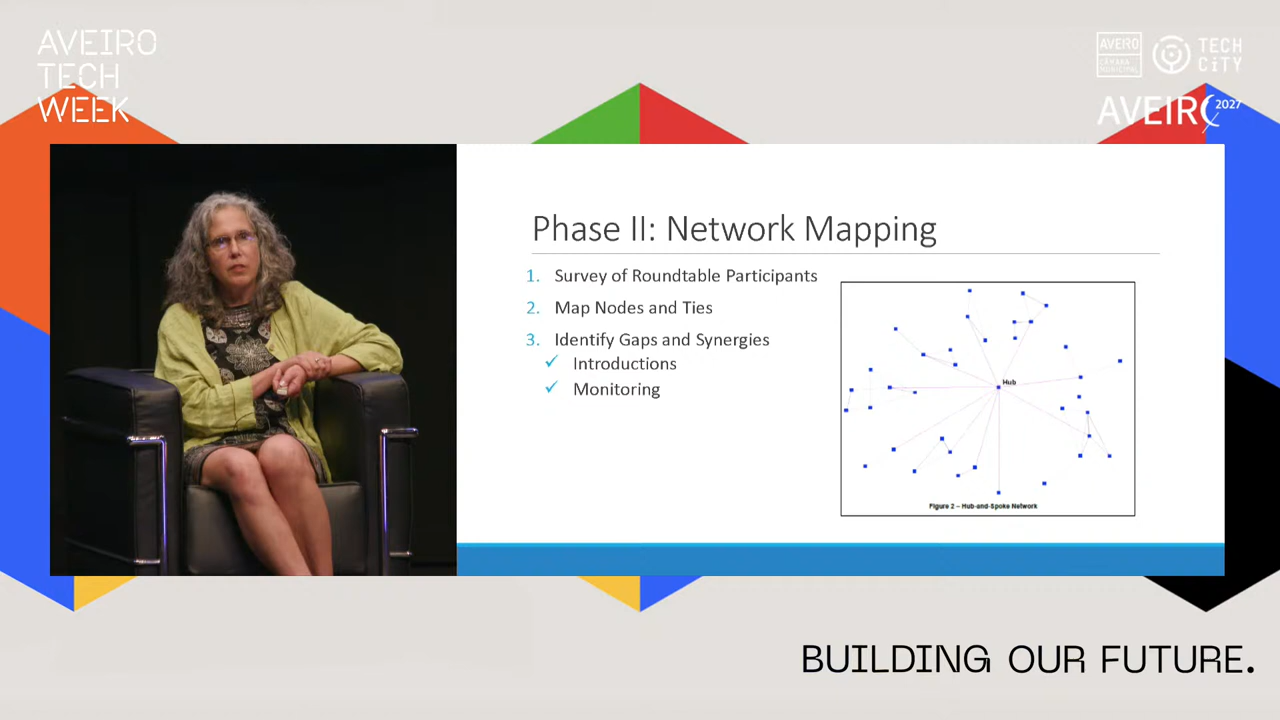 AVEIRO
TECH
WEEK
AVEIRO
CÂMARA
MUNICIPAL
TECH
CiTY
AVEIRO 2027
Phase II: Network Mapping
1. Survey of Roundtable Participants
2. Map Nodes and Ties
3. Identify Gaps and Synergies
✓ Introductions
✓ Monitoring
Hub
Figure 2 – Hub-and-Spoke Network
BUILDING OUR FUTURE.